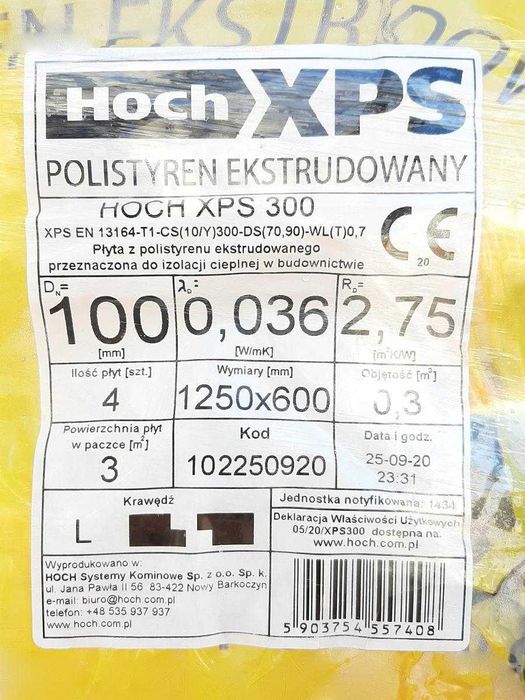 EKSTRUDOW
Hoch XPS
POLISTYREN EKSTRUDOWANY
HOCH XPS 300
XPS EN 13164-T1-CS(10/Y)300-DS(70,90)-WL(T)0,7
Płyta z polistyrenu ekstrudowanego
przeznaczona do izolacji cieplnej w budownictwie
CE
20
DN= λD= RD=
100 0,036 2,75
[mm] [W/mK] [m²K/W]
Ilość płyt [szt.] Wymiary [mm] Objętość [m³]
4 1250x600 0,3
Powierzchnia płyt
w paczce [m²] Kod Data i godz.
3 102250920 25-09-20
23:31
Krawędź
L
Jednostka notyfikowana: 1434
Deklaracja Właściwości Użytkowych
05/20/XPS300 dostępna na:
www.hoch.com.pl
Wyprodukowano w:
HOCH Systemy Kominowe Sp. z o.o. Sp. k.
ul. Jana Pawła II 56 83-422 Nowy Barkoczyn
e-mail: biuro@hoch.com.pl
telefon: +48 535 937 937
www.hoch.com.pl
5 903754 557408